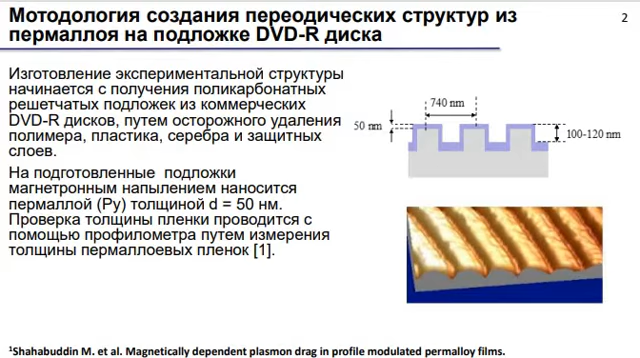 Мотодология создания переодических структур из
пермаллоя на подложке DVD-R диска
2
Изготовление экспериментальной структуры
начинается с получения поликарбонатных
решетчатых подложек из коммерческих
DVD-R дисков, путем осторожного удаления
полимера, пластика, серебра и защитных
слоев.
На подготовленные подложки
магнетронным напылением наносится
пермаллой (Py) толщиной d = 50 нм.
Проверка толщины пленки проводится с
помощью профилометра путем измерения
толщины пермаллоевых пленок [1].
740 nm
50 nm
100-120 nm
¹Shahabuddin M. et al. Magnetically dependent plasmon drag in profile modulated permalloy films.